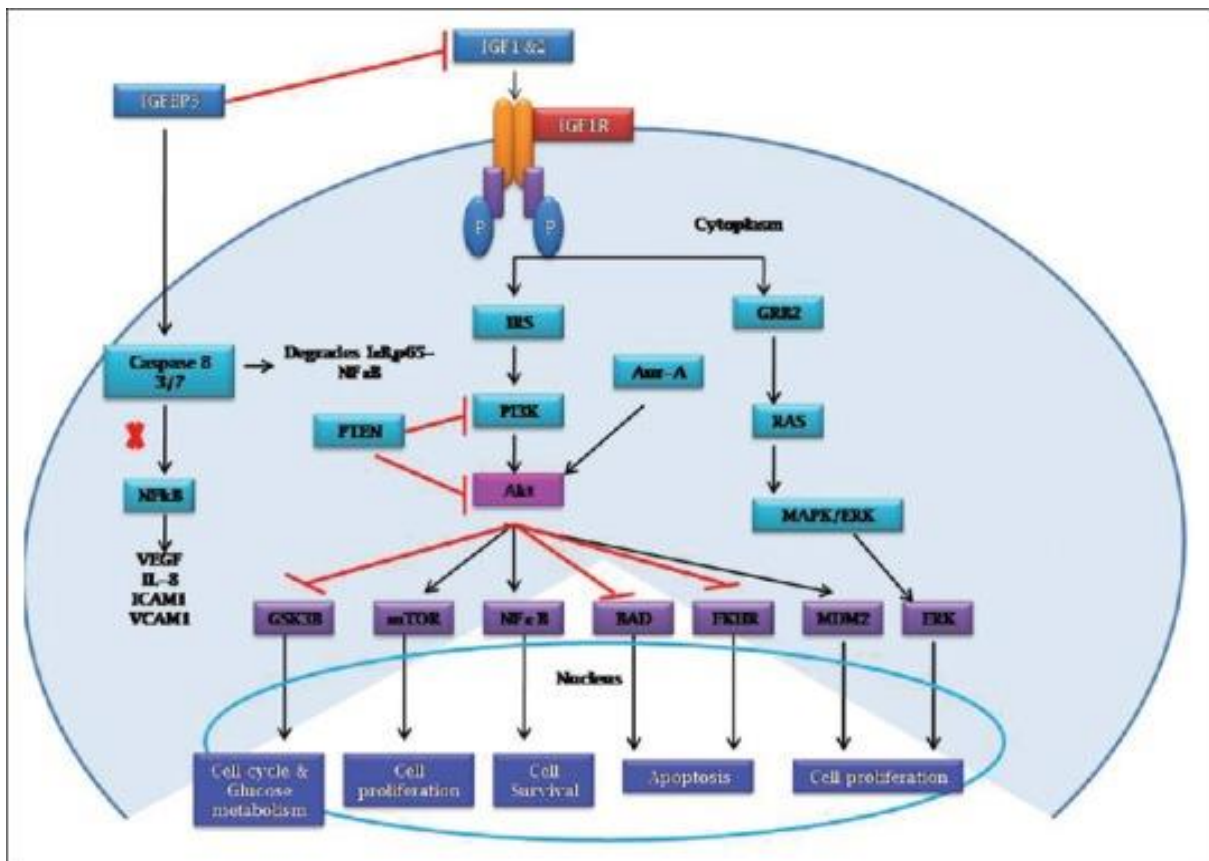 IGF1 &2
IGFBP3
IGF1R
P
P
Cytoplasm
IRS
GRB2
Caspase 8
3/7
Degrades IκB,p65-
NFκB
Aur-A
PTEN
PI3K
RAS
NFkB
Akt
MAPK/ERK
VEGF
IL-8
ICAM1
VCAM1
GSK3B
mTOR
NFκB
BAD
FKHR
MDM2
ERK
Nucleus
Cell cycle &
Glucose
metabolism
Cell
proliferation
Cell
Survival
Apoptosis
Cell proliferation